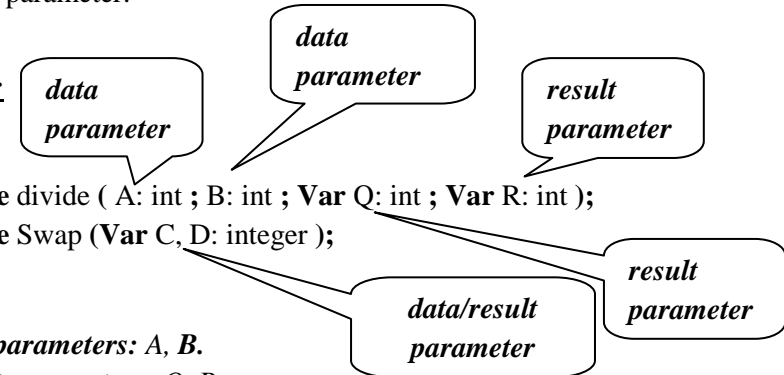 parameter.
data
parameter
data
parameter
result
parameter
divide ( A: int ; B: int ; Var Q: int ; Var R: int );
Swap (Var C, D: integer );
result
parameter
data/result
parameter
parameters: A, B.